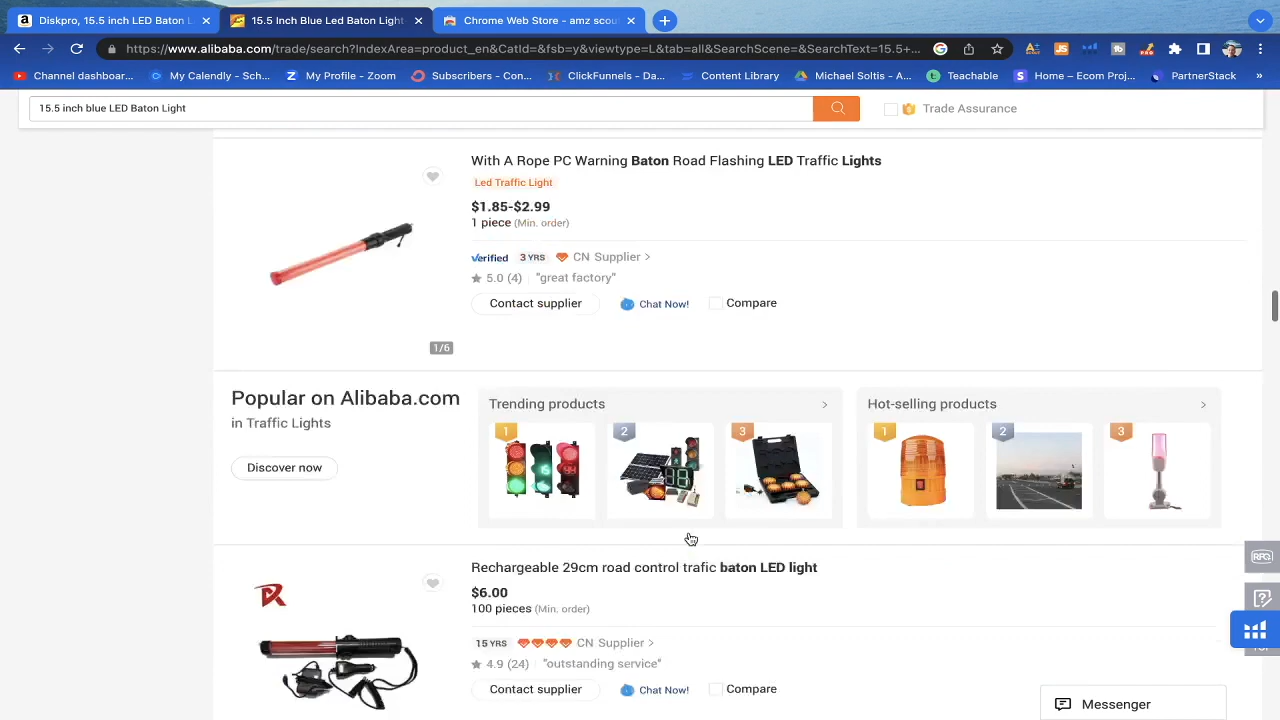 Diskpro, 15.5 inch LED Baton L
15.5 Inch Blue Led Baton Light
Chrome Web Store - amz scou
https://www.alibaba.com/trade/search?IndexArea=product_en&CatId=&fsb=y&viewtype=L&tab=all&SearchScene=&SearchText=15.5+...
Channel dashboar...
My Calendly - Sch...
My Profile - Zoom
Subscribers - Con...
ClickFunnels - Da...
Content Library
Michael Soltis - A...
Teachable
Home – Ecom Proj...
PartnerStack
»
15.5 inch blue LED Baton Light
Trade Assurance
With A Rope PC Warning Baton Road Flashing LED Traffic Lights
Led Traffic Light
$1.85-$2.99
1 piece (Min. order)
Verified 3 YRS CN Supplier >
5.0 (4) "great factory"
Contact supplier Chat Now! Compare
1/6
Popular on Alibaba.com
in Traffic Lights
Discover now
Trending products >
1 2 3
Hot-selling products >
1 2 3
Rechargeable 29cm road control trafic baton LED light
$6.00
100 pieces (Min. order)
15 YRS CN Supplier >
4.9 (24) "outstanding service"
Contact supplier Chat Now! Compare
RFQ
Messenger